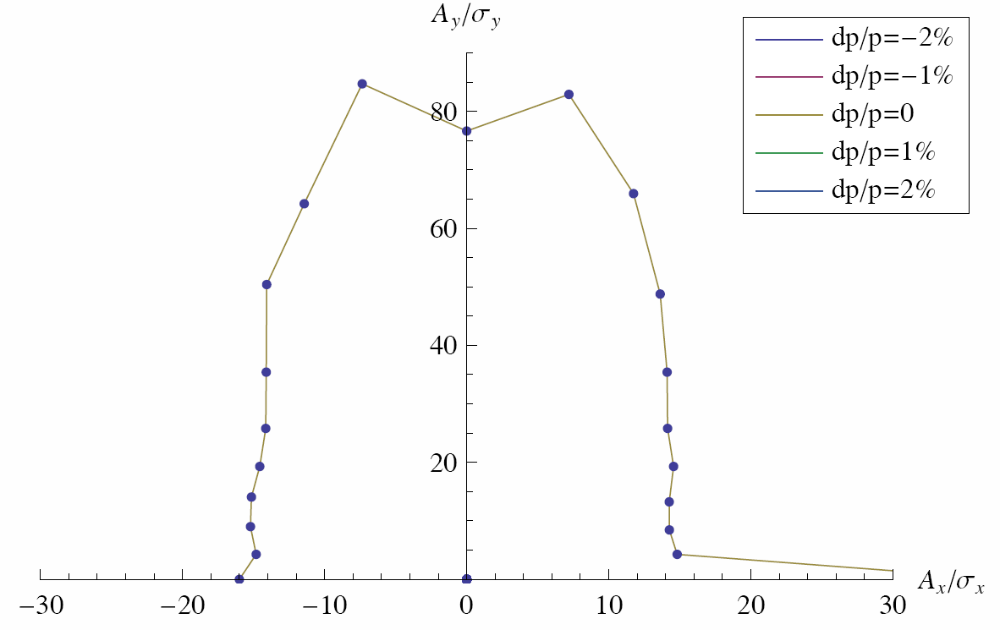 A_y/σ_y
dp/p=−2%
dp/p=−1%
dp/p=0
dp/p=1%
dp/p=2%
80
60
40
20
−30 −20 −10 0 10 20 30 A_x/σ_x